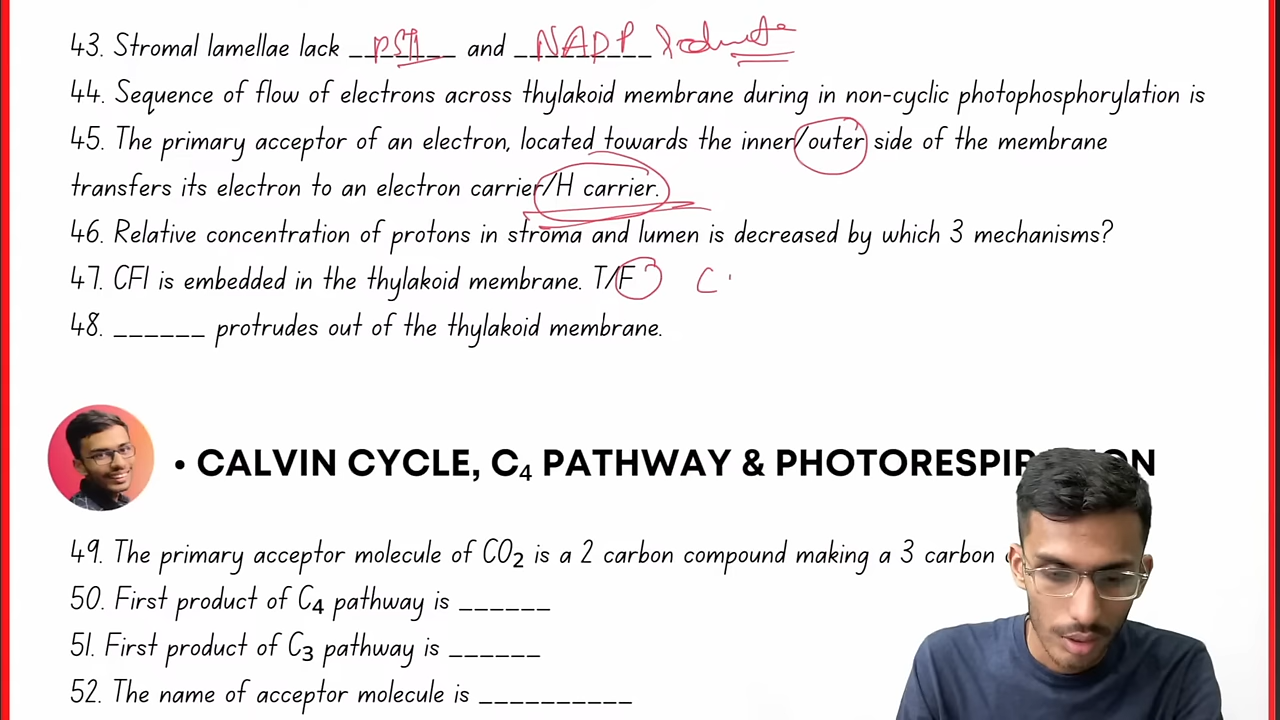 43. Stromal lamellae lack __PSII__ and __NADP__ reductase
44. Sequence of flow of electrons across thylakoid membrane during in non-cyclic photophosphorylation is
45. The primary acceptor of an electron, located towards the inner/outer side of the membrane
transfers its electron to an electron carrier/H carrier.
46. Relative concentration of protons in stroma and lumen is decreased by which 3 mechanisms?
47. CFI is embedded in the thylakoid membrane. T/F C
48. ______ protrudes out of the thylakoid membrane.
• CALVIN CYCLE, C₄ PATHWAY & PHOTORESPIRATION
49. The primary acceptor molecule of CO₂ is a 2 carbon compound making a 3 carbon
50. First product of C₄ pathway is ______
51. First product of C₃ pathway is ______
52. The name of acceptor molecule is __________